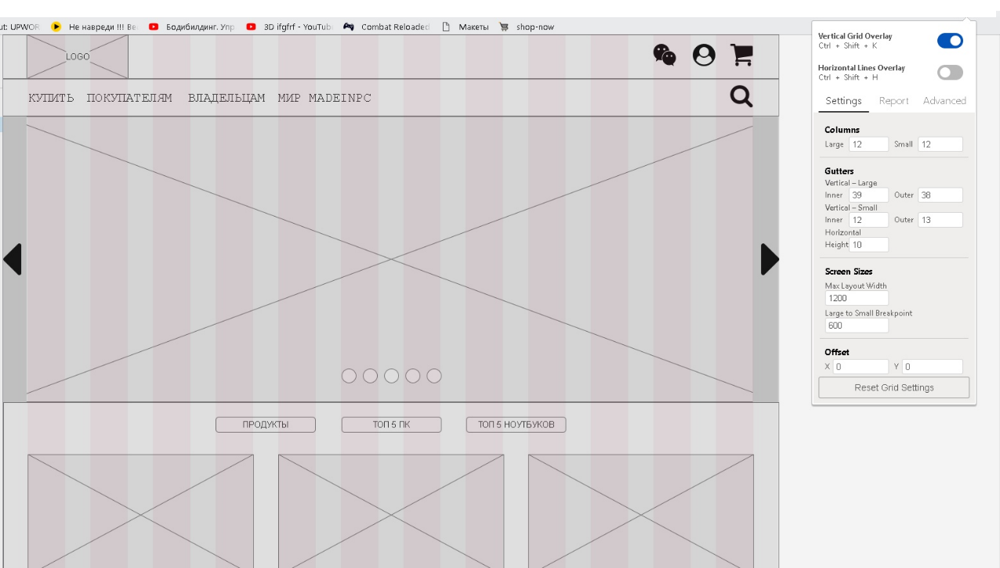 ut: UPWOR Не навреди !!! Ве Бодибилдинг. Упр 3D ifgfrf - YouTub Combat Reloaded Макеты shop-now
LOGO
КУПИТЬ ПОКУПАТЕЛЯМ ВЛАДЕЛЬЦАМ МИР MADEINPC
ПРОДУКТЫ ТОП 5 ПК ТОП 5 НОУТБУКОВ
Vertical Grid Overlay
Ctrl + Shift + K
Horizontal Lines Overlay
Ctrl + Shift + H
Settings Report Advanced
Columns
Large 12 Small 12
Gutters
Vertical – Large
Inner 39 Outer 38
Vertical – Small
Inner 12 Outer 13
Horizontal
Height 10
Screen Sizes
Max Layout Width
1200
Large to Small Breakpoint
600
Offset
X 0 Y 0
Reset Grid Settings